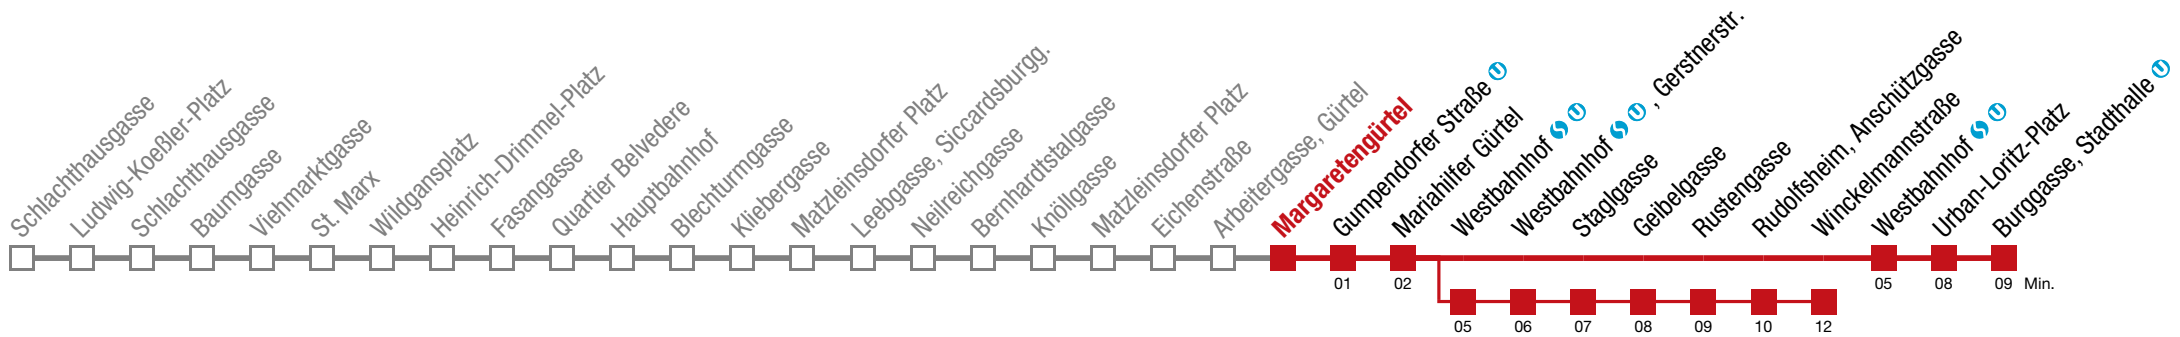 Schlachthausgasse
Ludwig-Koeßler-Platz
Schlachthausgasse
Baumgasse
Viehmarktgasse
St. Marx
Wildgansplatz
Heinrich-Drimmel-Platz
Fasangasse
Quartier Belvedere
Hauptbahnhof
Blechturmgasse
Kliebergasse
Matzleinsdorfer Platz
Leebgasse, Siccardsburgg.
Neilreichgasse
Bernhardtstalgasse
Knöllgasse
Matzleinsdorfer Platz
Eichenstraße
Arbeitergasse, Gürtel
Margaretengürtel
Gumpendorfer Straße U
Mariahilfer Gürtel
Westbahnhof S U
Westbahnhof S U , Gerstnerstr.
Staglgasse
Geibelgasse
Rustengasse
Rudolfsheim, Anschützgasse
Winckelmannstraße
Westbahnhof S U
Urban-Loritz-Platz
Burggasse, Stadthalle U
01 02 05 08 09 Min.
05 06 07 08 09 10 12